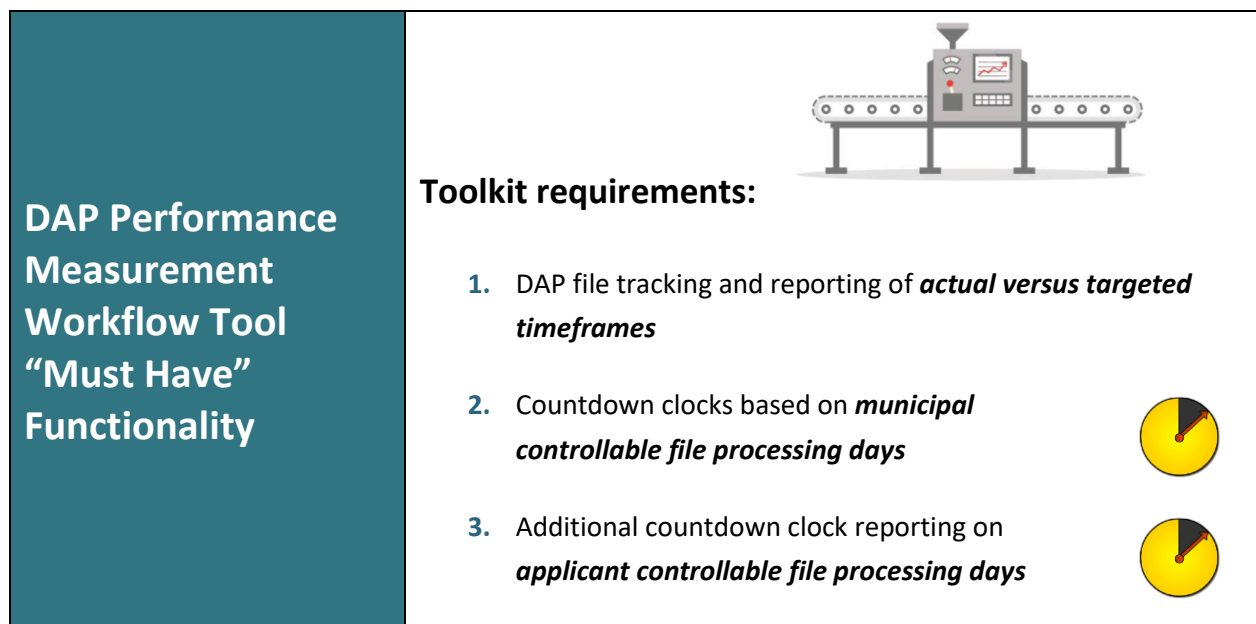 DAP Performance
Measurement
Workflow Tool
“Must Have”
Functionality
Toolkit requirements:
1. DAP file tracking and reporting of actual versus targeted
timeframes
2. Countdown clocks based on municipal
controllable file processing days
3. Additional countdown clock reporting on
applicant controllable file processing days